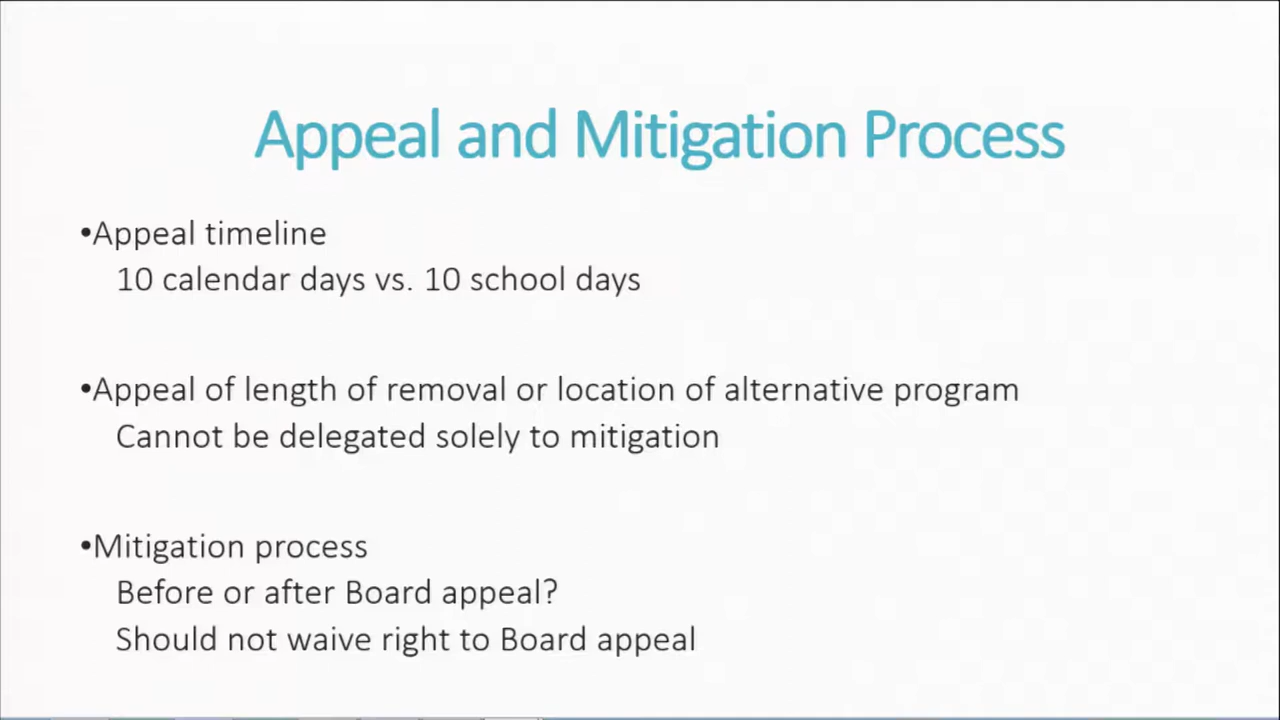 Appeal and Mitigation Process
•Appeal timeline
10 calendar days vs. 10 school days
•Appeal of length of removal or location of alternative program
Cannot be delegated solely to mitigation
•Mitigation process
Before or after Board appeal?
Should not waive right to Board appeal